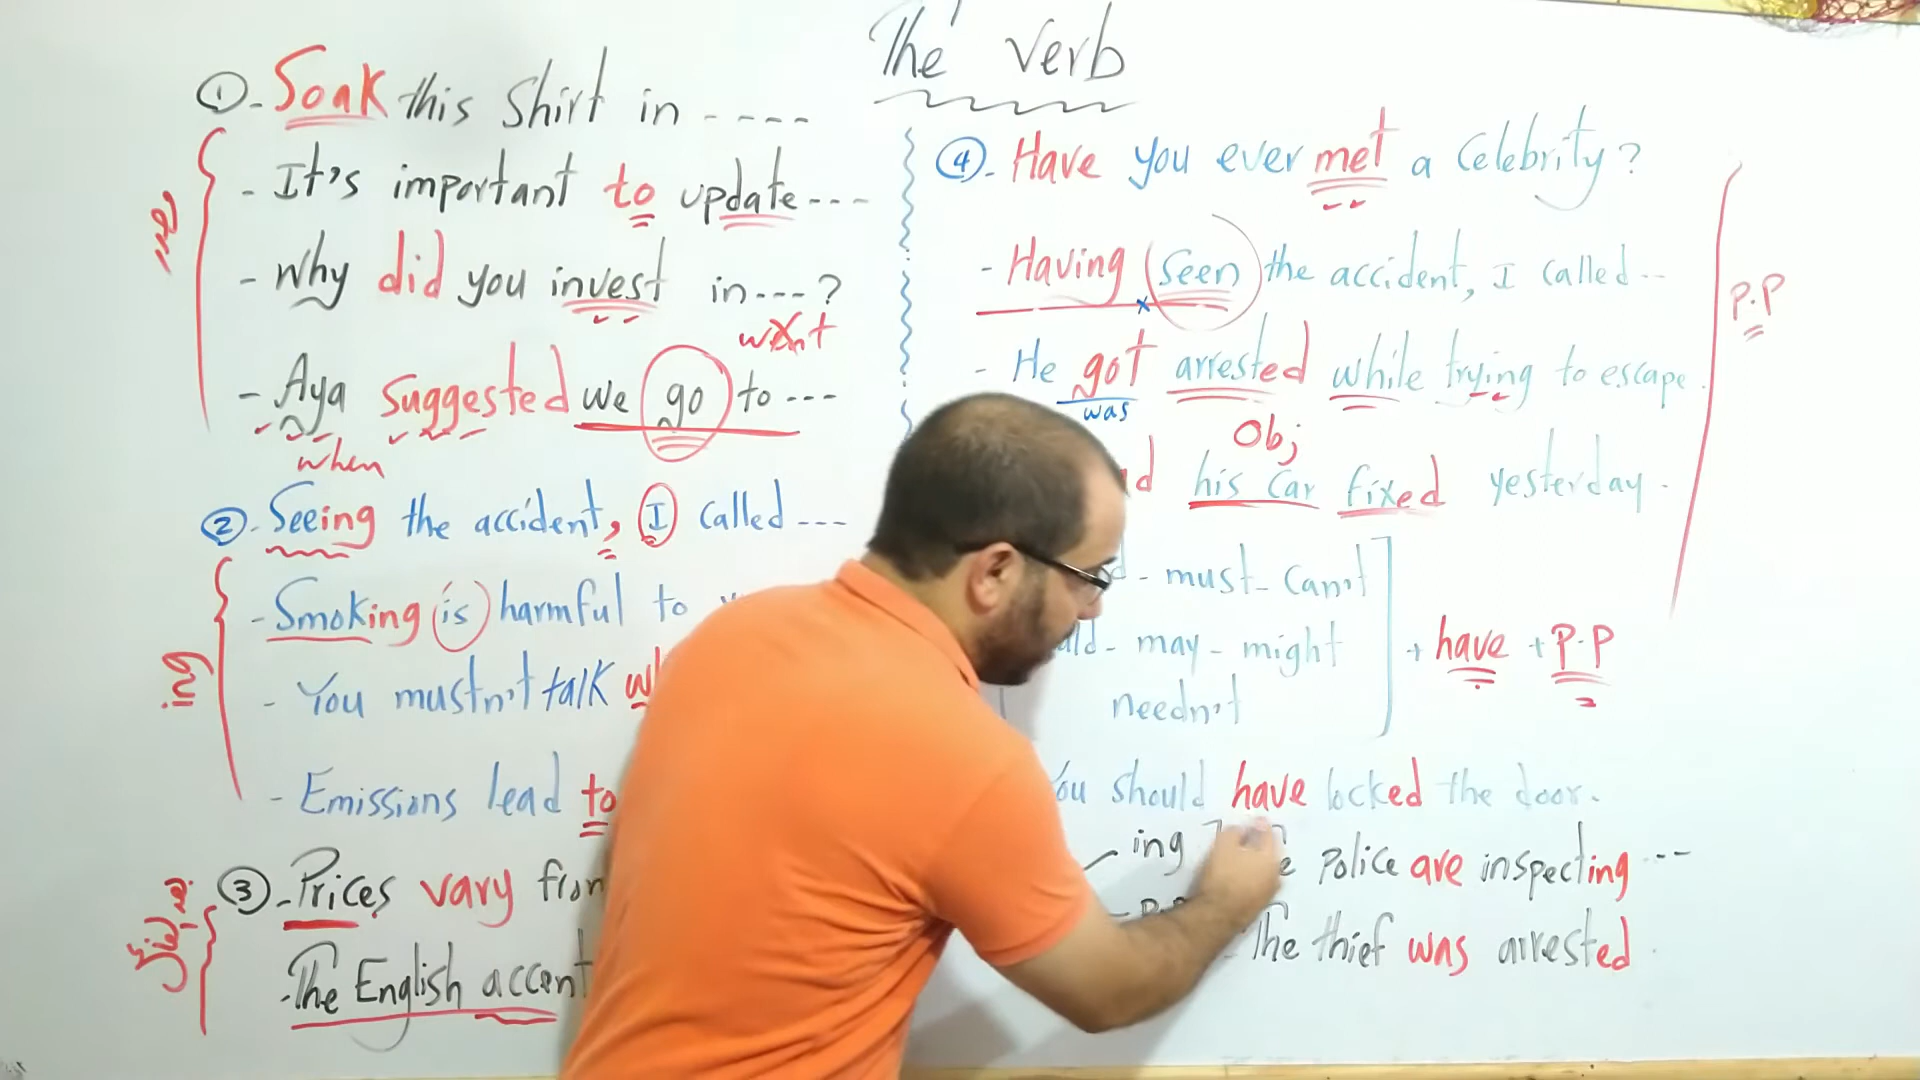 The Verb
① - Soak this shirt in ----
- It's important to update ---
- Why did you invest in ---?
went
- Aya suggested we go to ---
when
② - Seeing the accident, I called ---
- Smoking is harmful to
ing
- You mustn't talk
- Emissions lead to
③ - Prices vary from
- The English accent
④ - Have you ever met a celebrity?
- Having seen the accident, I called --
P.P
- He got arrested while trying to escape.
was
Obj
his car fixed yesterday.
- must - can't
- may - might + have + P.P
needn't
You should have locked the door.
ing
Police are inspecting ---
- The thief was arrested.